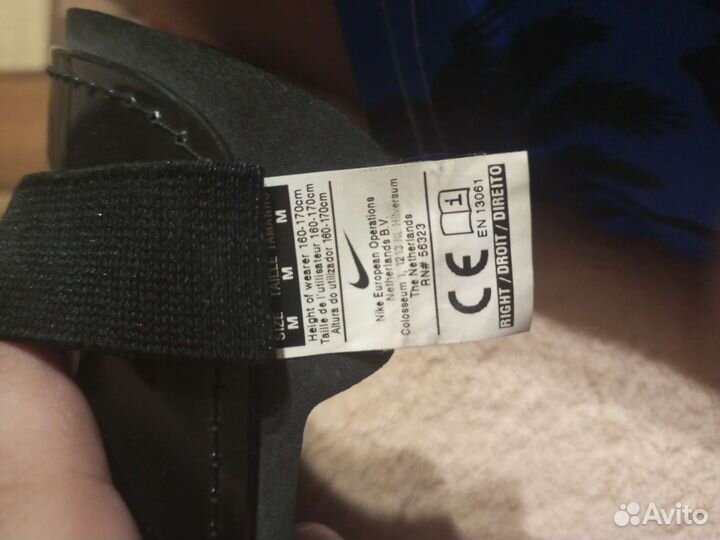 SIZE TAILLE TAMANHO
M M M
Height of wearer 160-170cm
Taille de l'utilisateur 160-170cm
Altura do utilizador 160-170cm
Nike European Operations
Netherlands B.V.
Colosseum 1, 1213 NL Hilversum
The Netherlands
RN# 56323
CE
i
EN 13061
RIGHT / DROIT / DIREITO
Avito